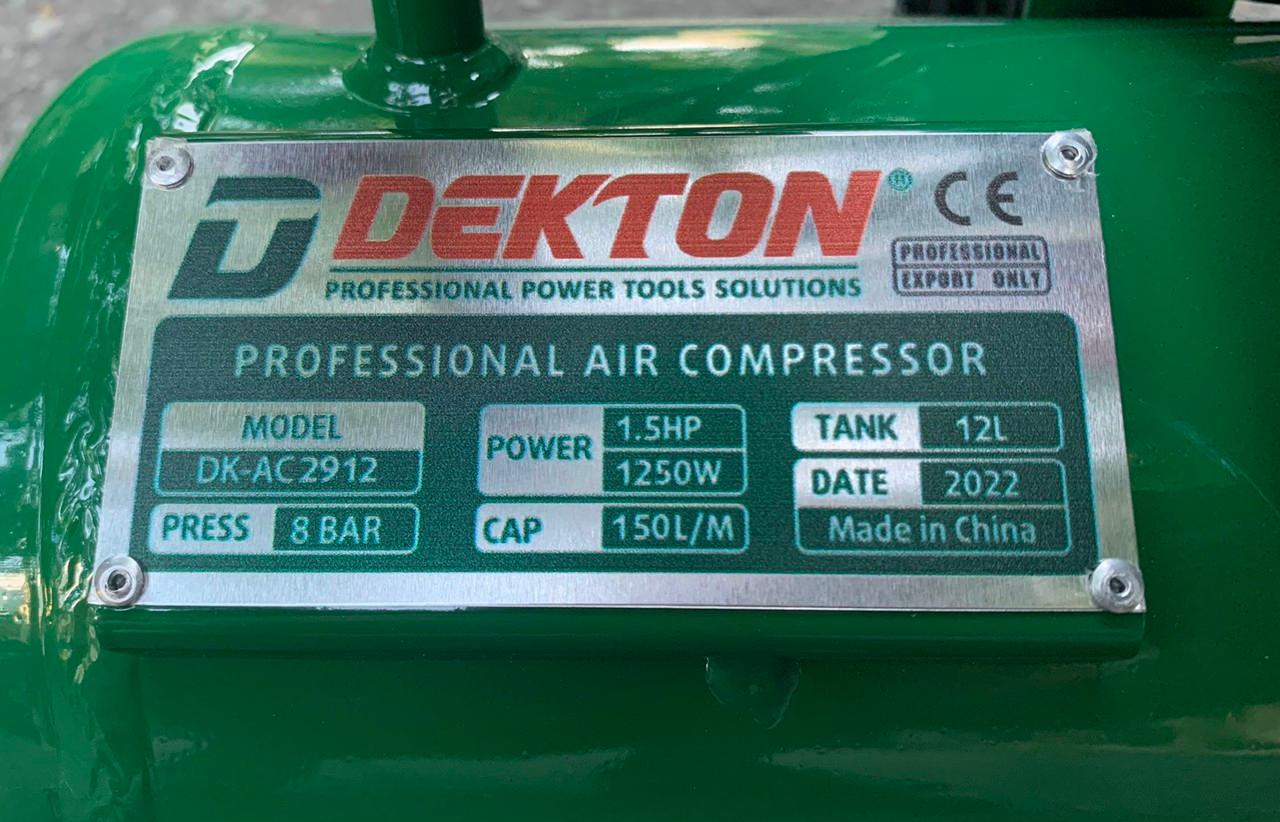 DEKTON
PROFESSIONAL POWER TOOLS SOLUTIONS
CE
PROFESSIONAL
EXPORT ONLY
PROFESSIONAL AIR COMPRESSOR
MODEL
DK-AC2912
PRESS 8 BAR
POWER 1.5HP
1250W
CAP 150L/M
TANK 12L
DATE 2022
Made in China